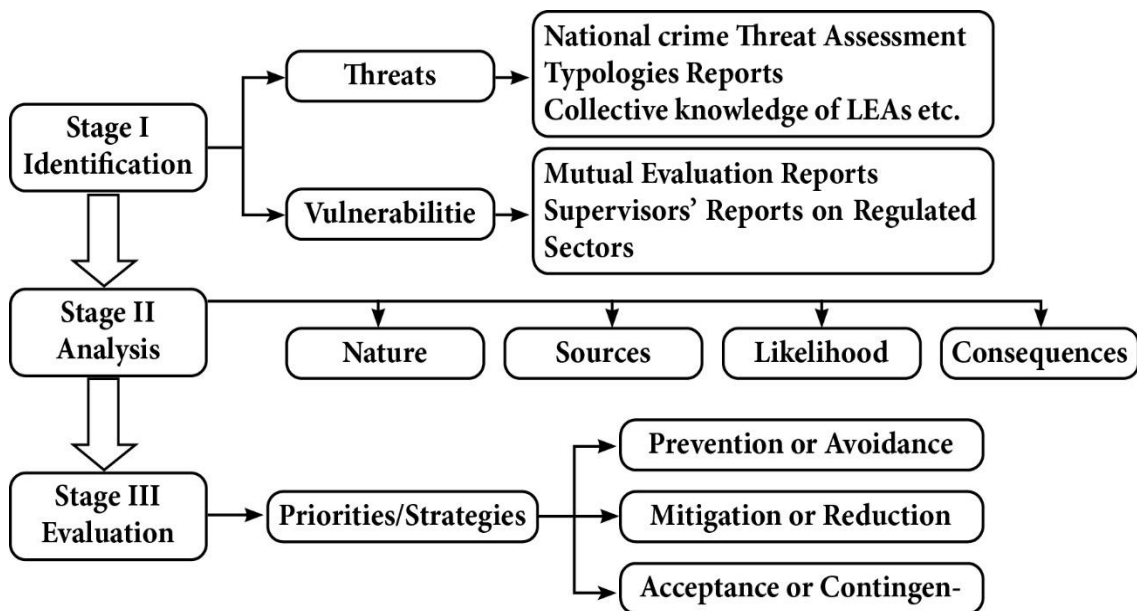 Stage I
Identification
Threats
National crime Threat Assessment
Typologies Reports
Collective knowledge of LEAs etc.
Vulnerabilitie
Mutual Evaluation Reports
Supervisors' Reports on Regulated
Sectors
Stage II
Analysis
Nature
Sources
Likelihood
Consequences
Stage III
Evaluation
Priorities/Strategies
Prevention or Avoidance
Mitigation or Reduction
Acceptance or Contingen-